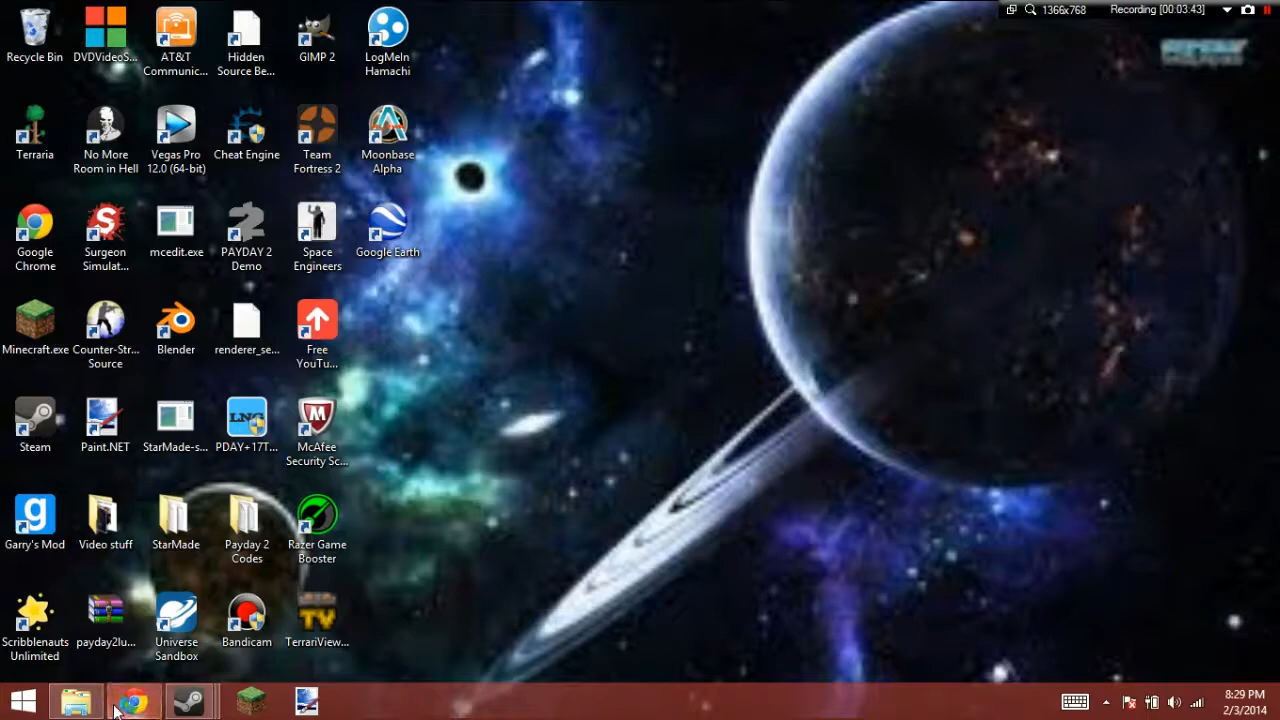 1366x768
Recording [00:03:43]
Recycle Bin
DVDVideoS...
AT&T
Communic...
Hidden
Source Be...
GIMP 2
LogMeIn
Hamachi
Terraria
No More
Room in Hell
Vegas Pro
12.0 (64-bit)
Cheat Engine
Team
Fortress 2
Moonbase
Alpha
Google
Chrome
Surgeon
Simulat...
mcedit.exe
PAYDAY 2
Demo
Space
Engineers
Google Earth
Minecraft.exe
Counter-Str...
Source
Blender
renderer_se...
Free
YouTu...
Steam
Paint.NET
StarMade-s...
LNG
PDAY+17T...
McAfee
Security Sc...
g
Garry's Mod
Video stuff
StarMade
Payday 2
Codes
Razer Game
Booster
Scribblenauts
Unlimited
payday2lu...
Universe
Sandbox
Bandicam
TV
TerrariView...
8:29 PM
2/3/2014